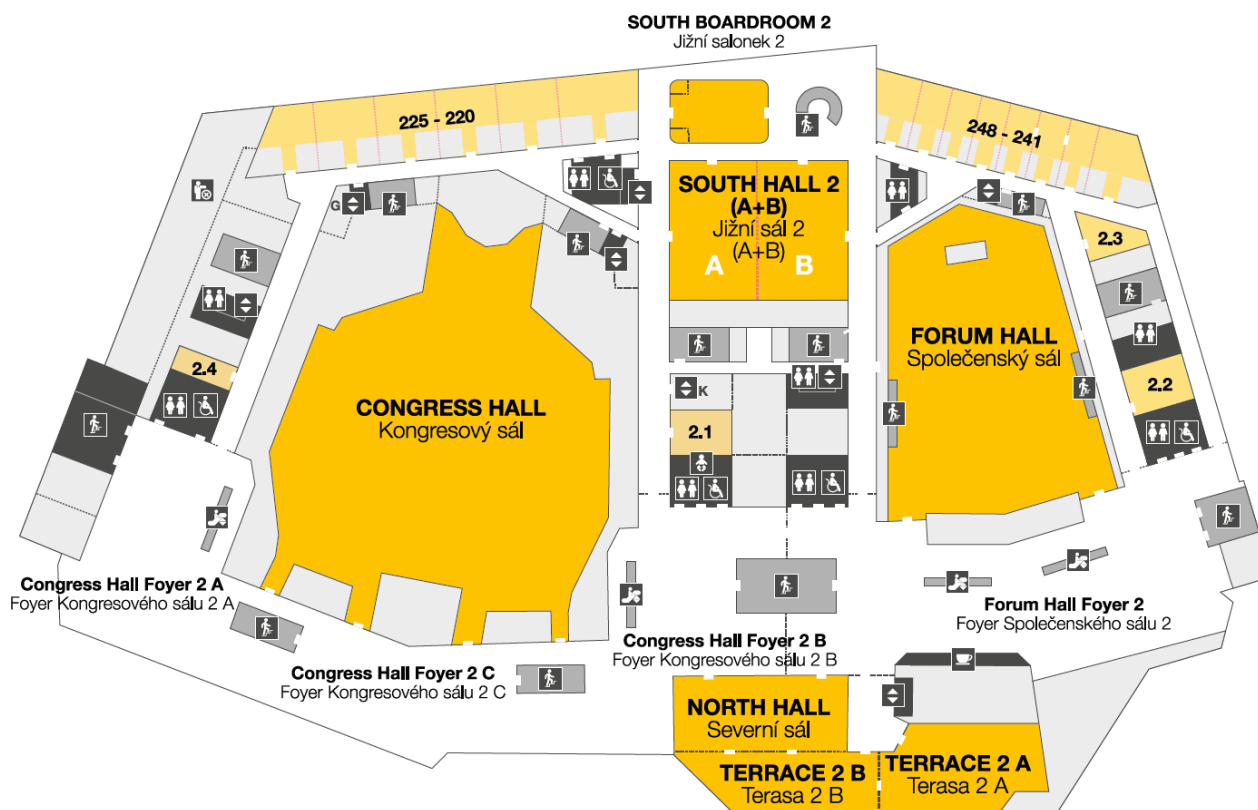 SOUTH BOARDROOM 2
Jižní salonek 2
225 - 220
248 - 241
SOUTH HALL 2
(A+B)
Jižní sál 2
(A+B)
A
B
G
2.3
FORUM HALL
Společenský sál
2.4
K
2.2
CONGRESS HALL
Kongresový sál
2.1
Congress Hall Foyer 2 A
Foyer Kongresového sálu 2 A
Forum Hall Foyer 2
Foyer Společenského sálu 2
Congress Hall Foyer 2 B
Foyer Kongresového sálu 2 B
Congress Hall Foyer 2 C
Foyer Kongresového sálu 2 C
NORTH HALL
Severní sál
TERRACE 2 B
Terasa 2 B
TERRACE 2 A
Terasa 2 A